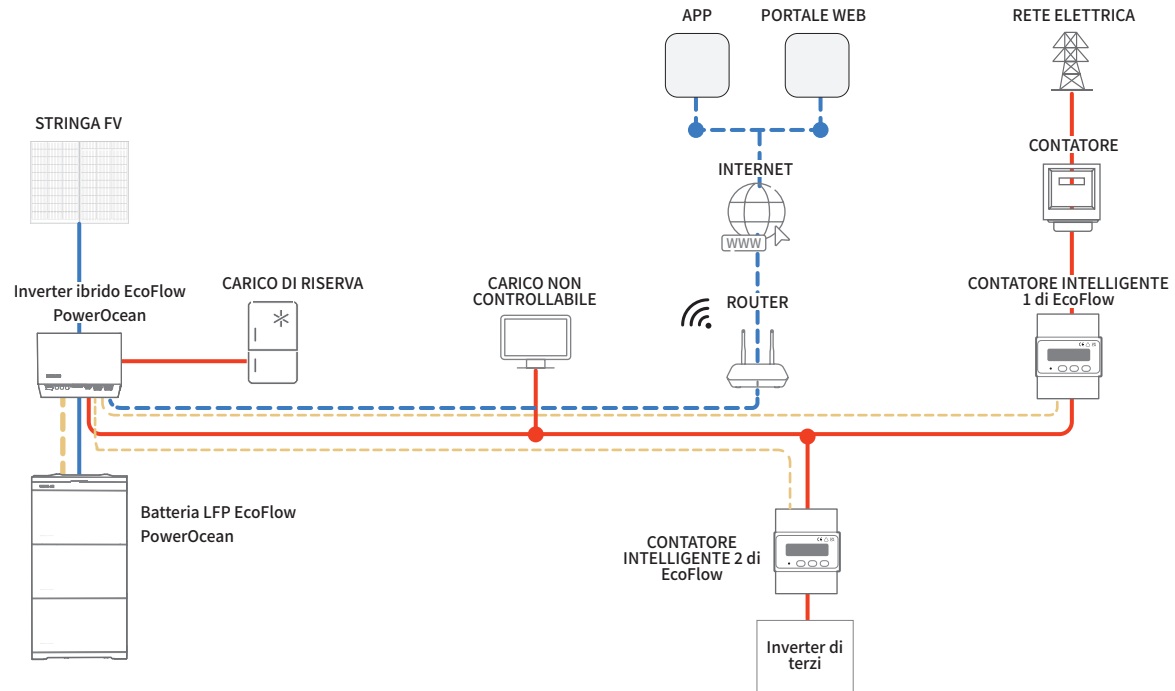 APP
PORTALE WEB
RETE ELETTRICA
STRINGA FV
CONTATORE
INTERNET
WWW
Inverter ibrido EcoFlow
PowerOcean
CARICO DI RISERVA
CARICO NON
CONTROLLABILE
ROUTER
CONTATORE INTELLIGENTE
1 di EcoFlow
Batteria LFP EcoFlow
PowerOcean
CONTATORE
INTELLIGENTE 2 di
EcoFlow
Inverter di
terzi